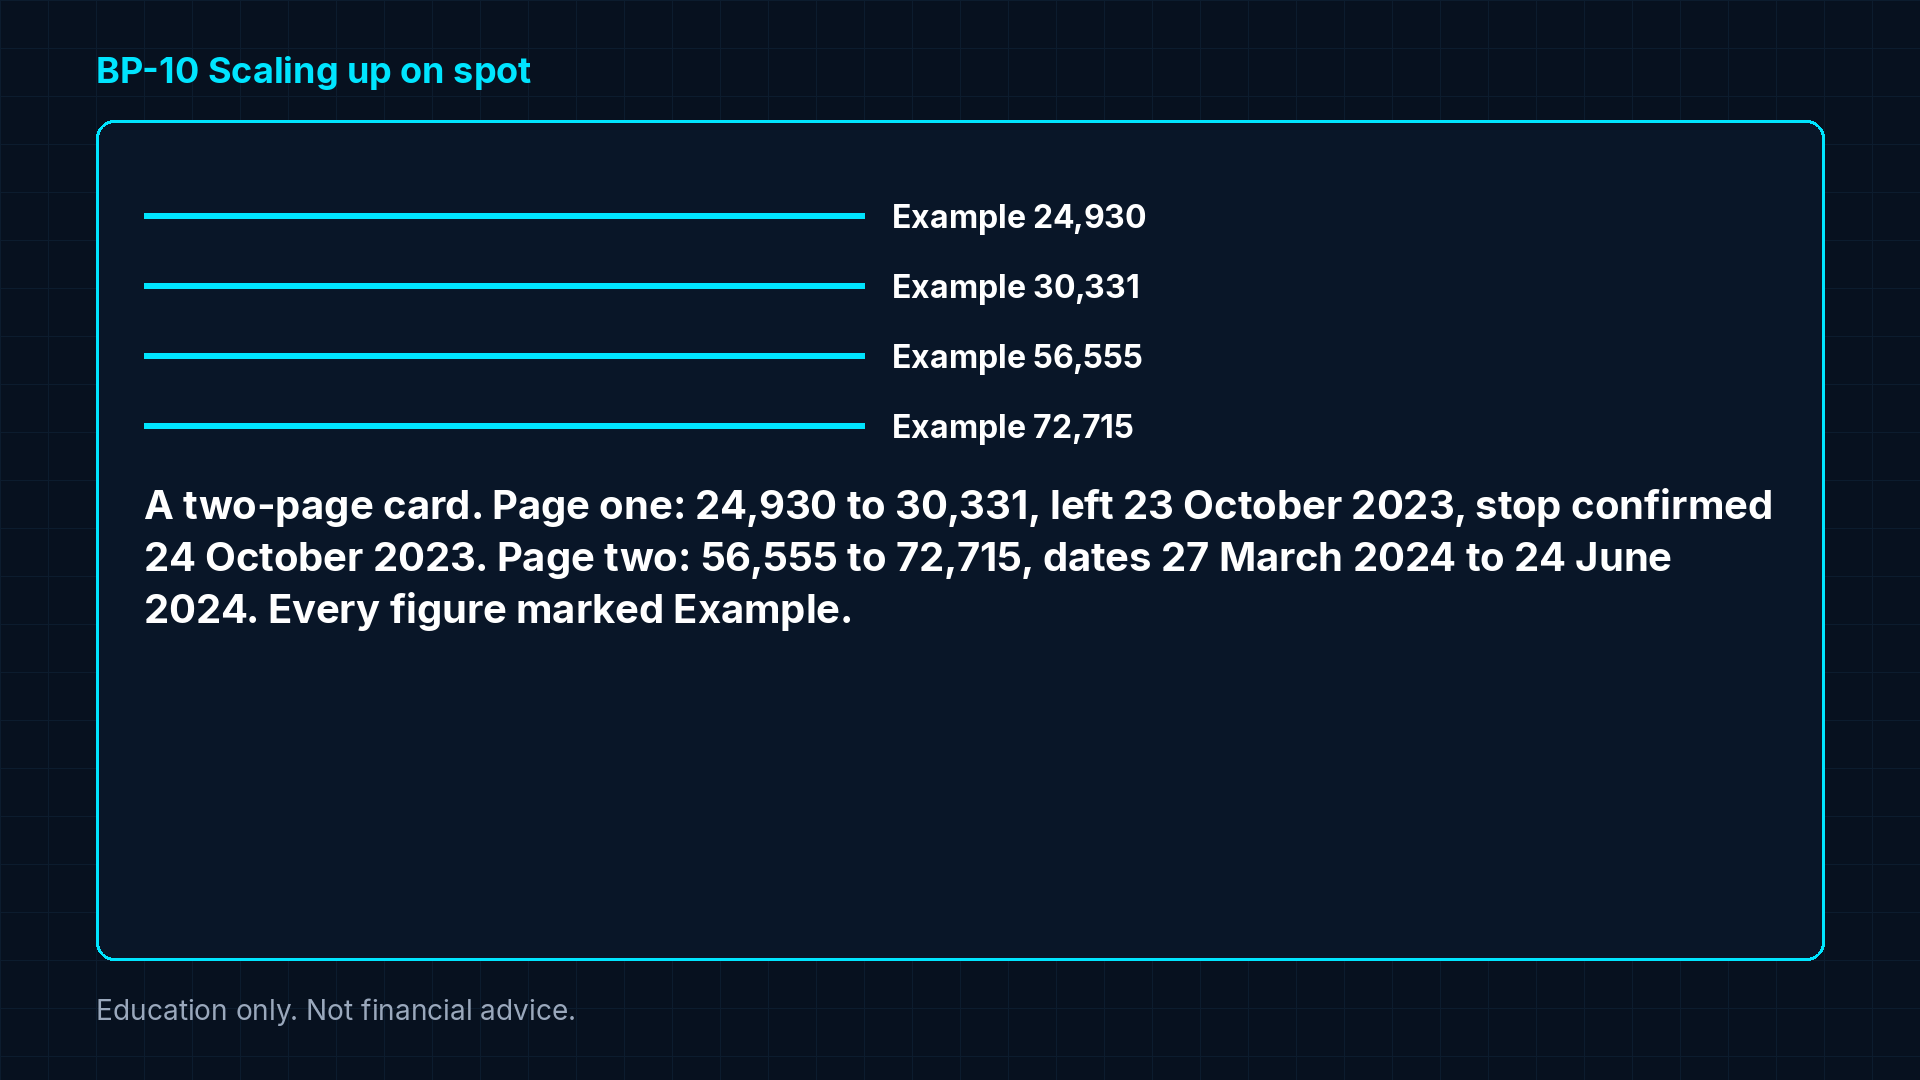 BP-10 Scaling up on spot
Example 24,930
Example 30,331
Example 56,555
Example 72,715
A two-page card. Page one: 24,930 to 30,331, left 23 October 2023, stop confirmed
24 October 2023. Page two: 56,555 to 72,715, dates 27 March 2024 to 24 June
2024. Every figure marked Example.
Education only. Not financial advice.